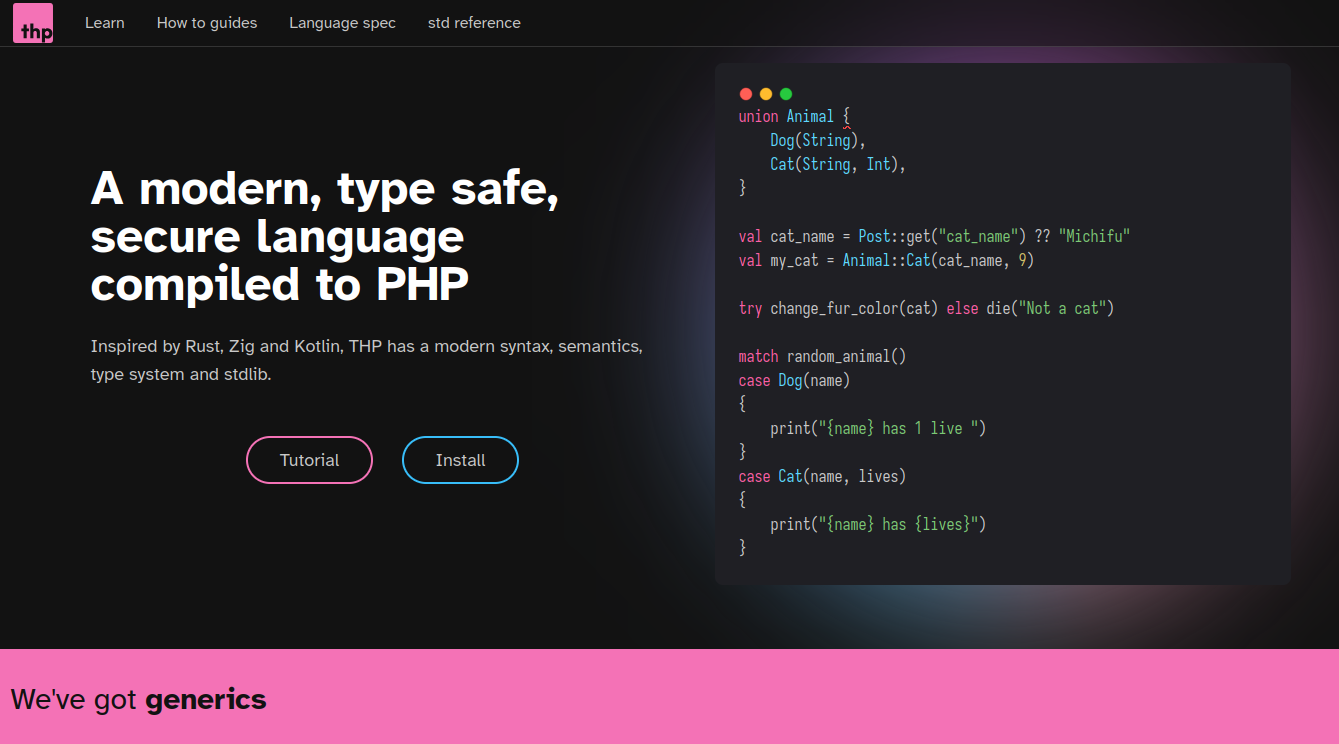 thp
Learn
How to guides
Language spec
std reference
A modern, type safe,
secure language
compiled to PHP
Inspired by Rust, Zig and Kotlin, THP has a modern syntax, semantics,
type system and stdlib.
Tutorial
Install
union Animal {
    Dog(String),
    Cat(String, Int),
}
val cat_name = Post::get("cat_name") ?? "Michifu"
val my_cat = Animal::Cat(cat_name, 9)
try change_fur_color(cat) else die("Not a cat")
match random_animal()
case Dog(name)
{
    print("{name} has 1 live ")
}
case Cat(name, lives)
{
    print("{name} has {lives}")
}
We've got generics